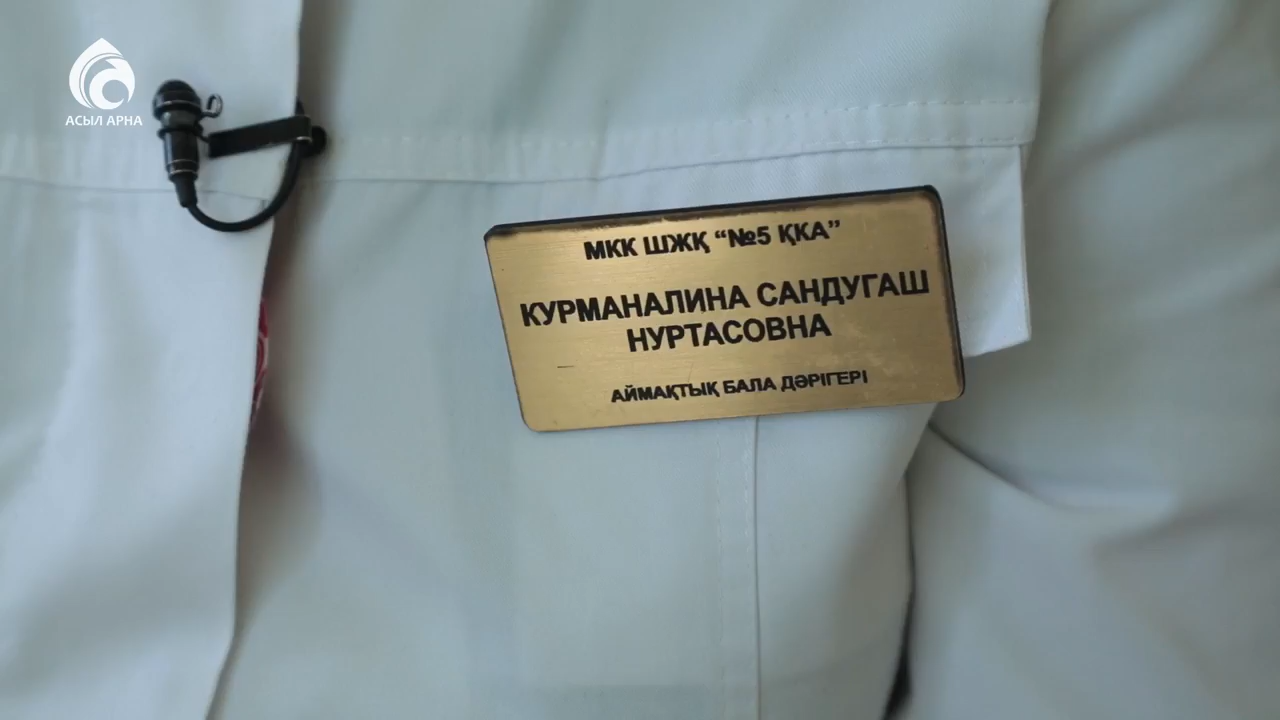 АСЫЛ АРНА
МКК ШЖҚ “№5 ҚКА”
КУРМАНАЛИНА САНДУГАШ
НУРТАСОВНА
АЙМАҚТЫҚ БАЛА ДӘРІГЕРІ